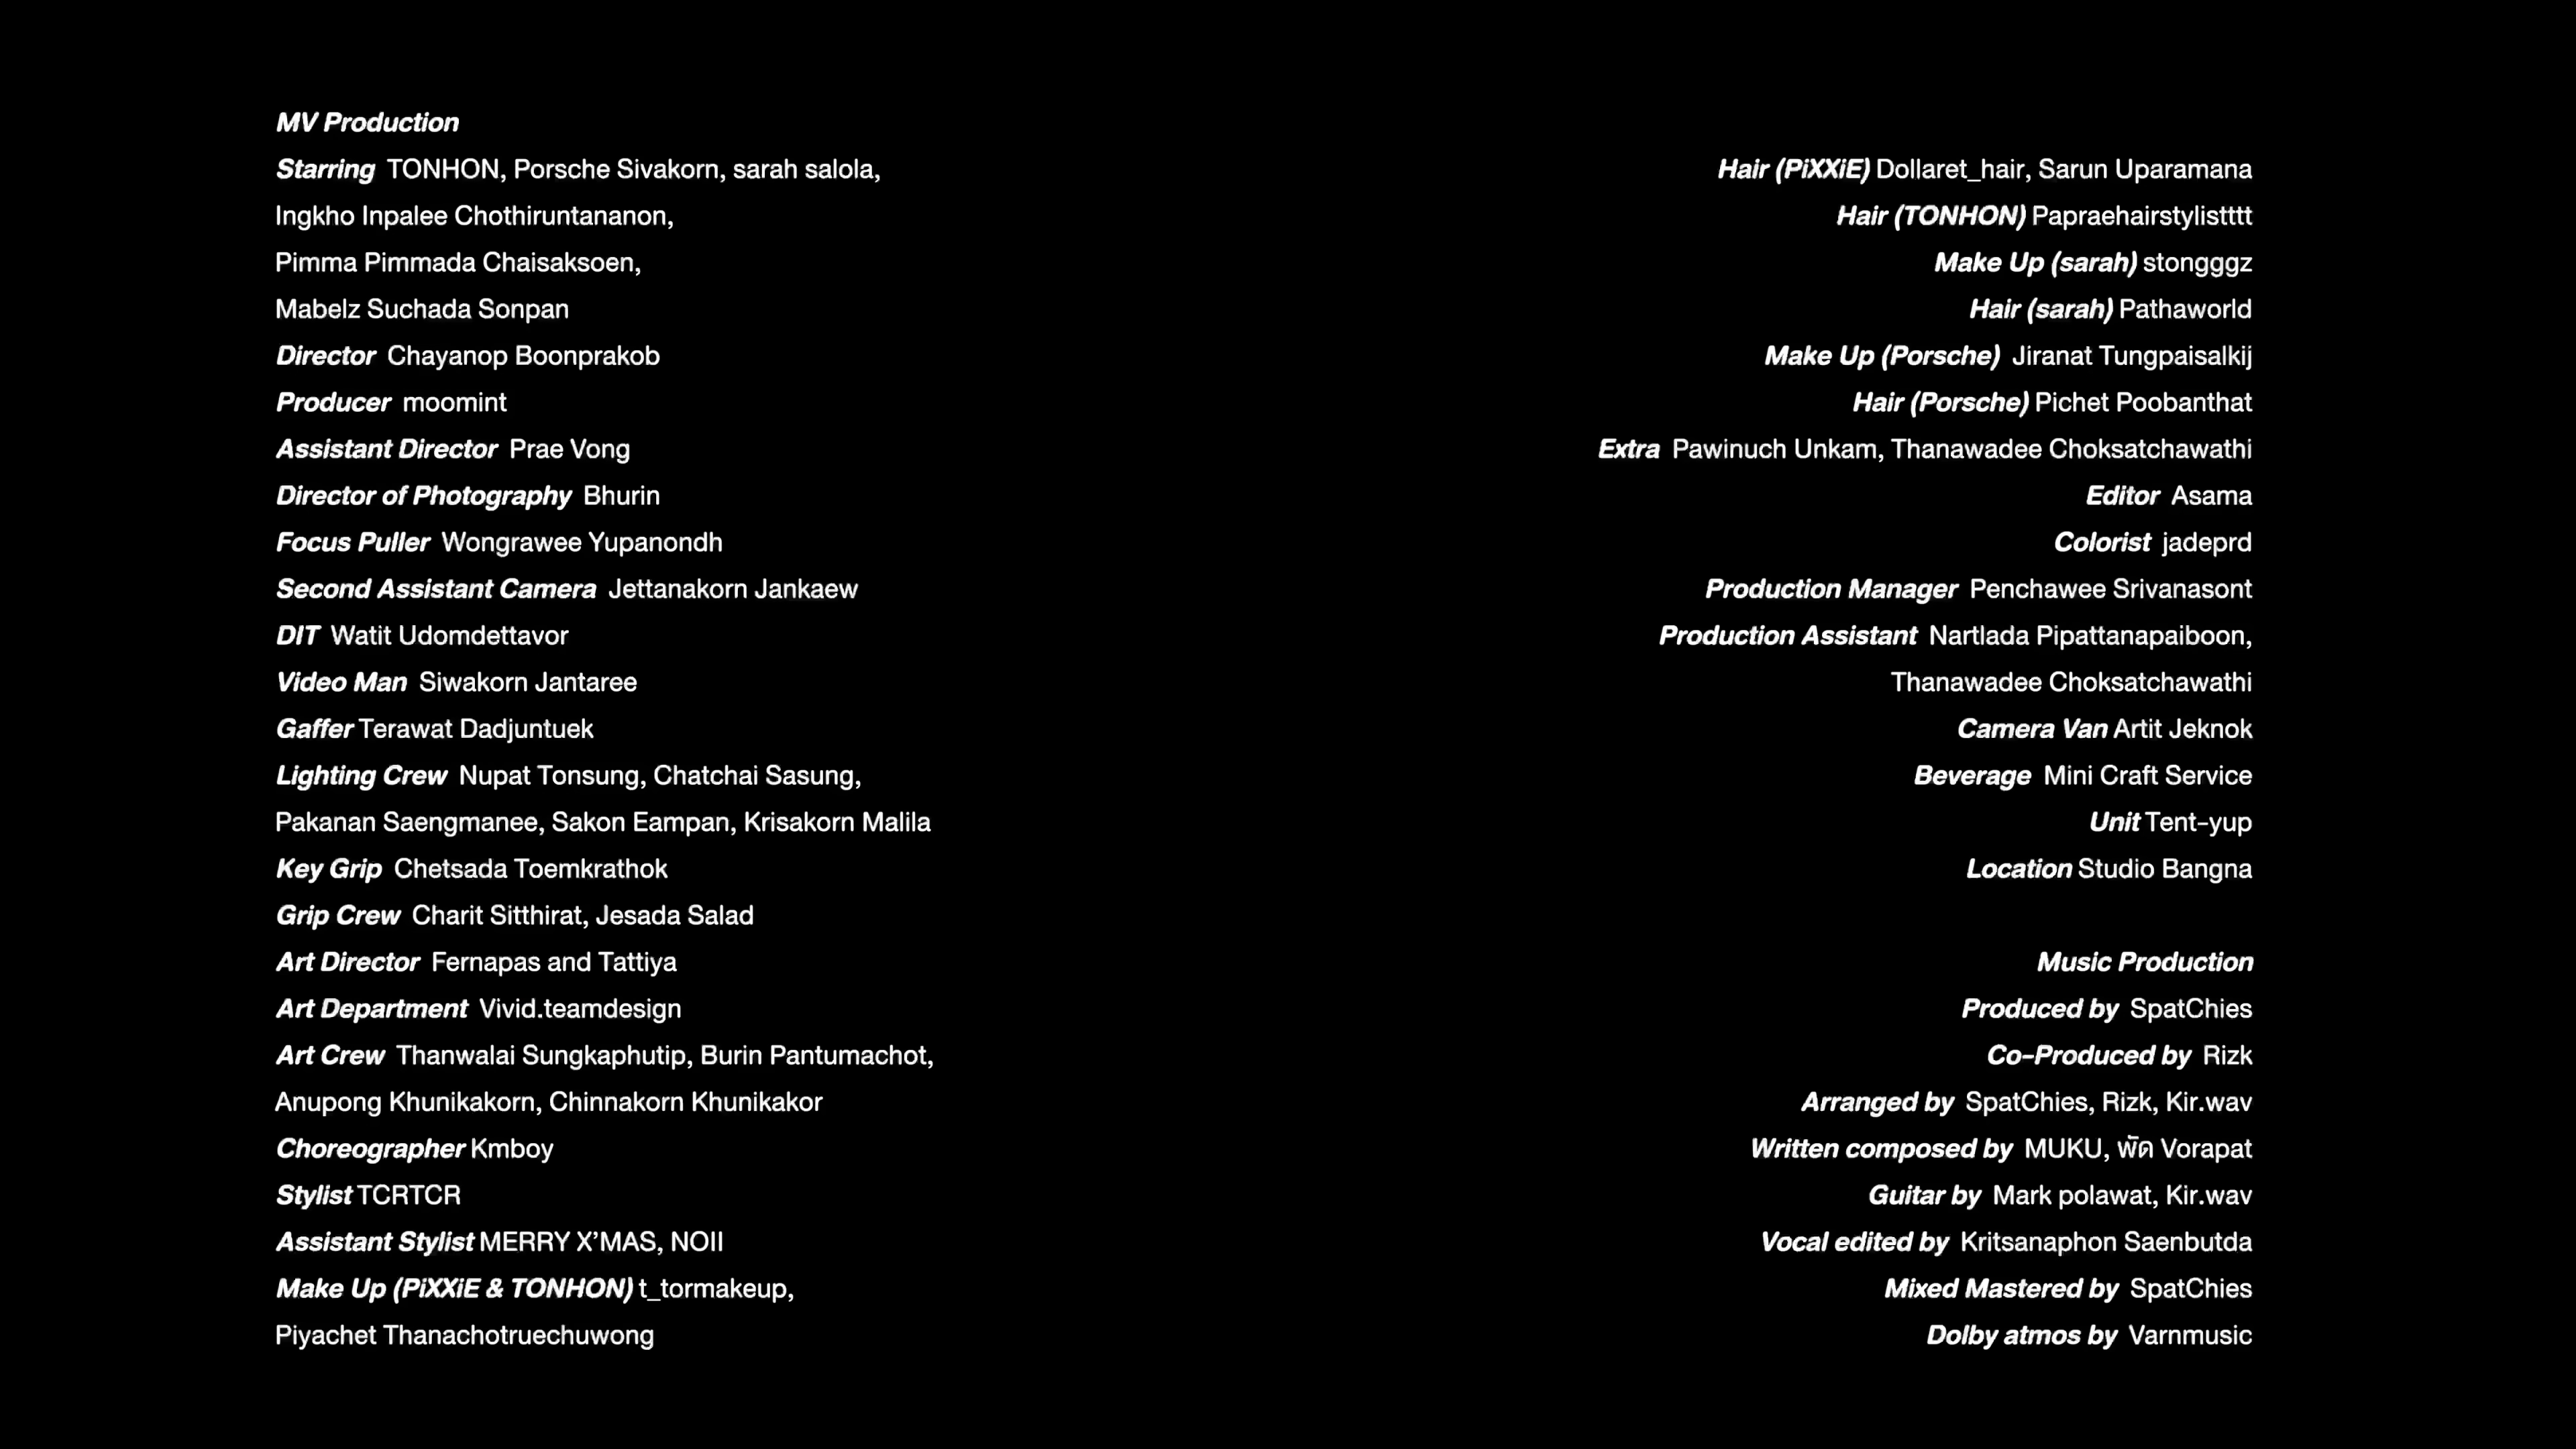 MV Production
Starring TONHON, Porsche Sivakorn, sarah salola,
Ingkho Inpalee Chothiruntananon,
Pimma Pimmada Chaisaksoen,
Mabelz Suchada Sonpan
Director Chayanop Boonprakob
Producer moomint
Assistant Director Prae Vong
Director of Photography Bhurin
Focus Puller Wongrawee Yupanondh
Second Assistant Camera Jettanakorn Jankaew
DIT Watit Udomdettavor
Video Man Siwakorn Jantaree
Gaffer Terawat Dadjuntuek
Lighting Crew Nupat Tonsung, Chatchai Sasung,
Pakanan Saengmanee, Sakon Eampan, Krisakorn Malila
Key Grip Chetsada Toemkrathok
Grip Crew Charit Sitthirat, Jesada Salad
Art Director Fernapas and Tattiya
Art Department Vivid.teamdesign
Art Crew Thanwalai Sungkaphutip, Burin Pantumachot,
Anupong Khunikakorn, Chinnakorn Khunikakor
Choreographer Kmboy
Stylist TCRTCR
Assistant Stylist MERRY X’MAS, NOII
Make Up (PiXXiE & TONHON) t_tormakeup,
Piyachet Thanachotruechuwong
Hair (PiXXiE) Dollaret_hair, Sarun Uparamana
Hair (TONHON) Papraehairstylistttt
Make Up (sarah) stongggz
Hair (sarah) Pathaworld
Make Up (Porsche) Jiranat Tungpaisalkij
Hair (Porsche) Pichet Poobanthat
Extra Pawinuch Unkam, Thanawadee Choksatchawathi
Editor Asama
Colorist jadeprd
Production Manager Penchawee Srivanasont
Production Assistant Nartlada Pipattanapaiboon,
Thanawadee Choksatchawathi
Camera Van Artit Jeknok
Beverage Mini Craft Service
Unit Tent-yup
Location Studio Bangna
Music Production
Produced by SpatChies
Co-Produced by Rizk
Arranged by SpatChies, Rizk, Kir.wav
Written composed by MUKU, พัด Vorapat
Guitar by Mark polawat, Kir.wav
Vocal edited by Kritsanaphon Saenbutda
Mixed Mastered by SpatChies
Dolby atmos by Varnmusic